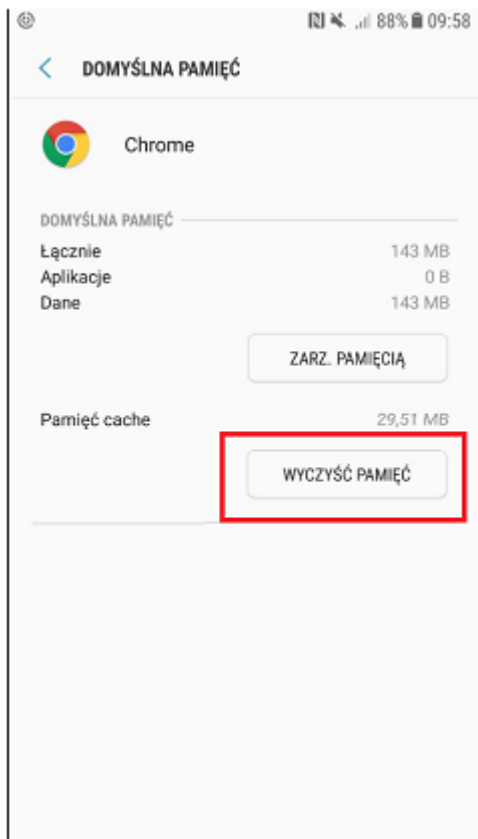 88% 09:58
DOMYŚLNA PAMIĘĆ
Chrome
DOMYŚLNA PAMIĘĆ
Łącznie 143 MB
Aplikacje 0 B
Dane 143 MB
ZARZ. PAMIĘCIĄ
Pamięć cache 29,51 MB
WYCZYŚĆ PAMIĘĆ